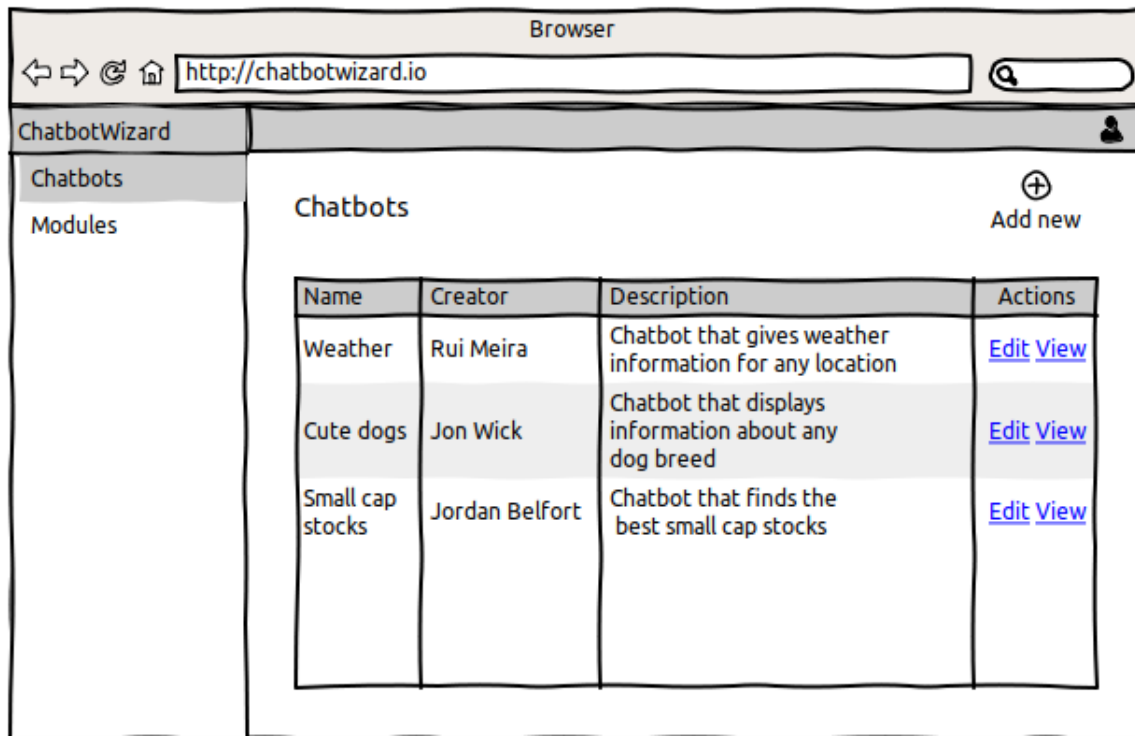 Browser
http://chatbotwizard.io
ChatbotWizard
Chatbots
Modules
Chatbots
Add new
Name Creator Description Actions
Weather Rui Meira Chatbot that gives weather
information for any location Edit View
Cute dogs Jon Wick Chatbot that displays
information about any
dog breed Edit View
Small cap
stocks Jordan Belfort Chatbot that finds the
best small cap stocks Edit View